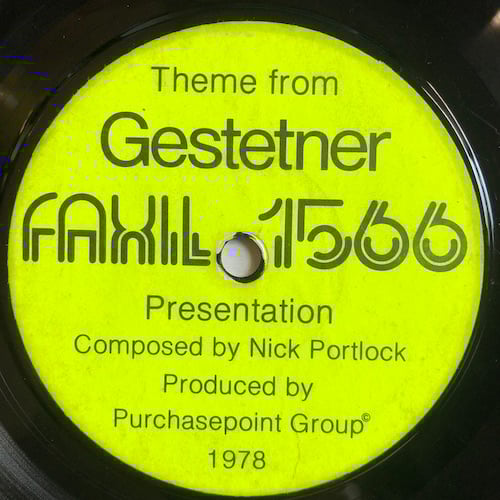 Theme from
Gestetner
FAXIL 1566
Presentation
Composed by Nick Portlock
Produced by
Purchasepoint Group©
1978